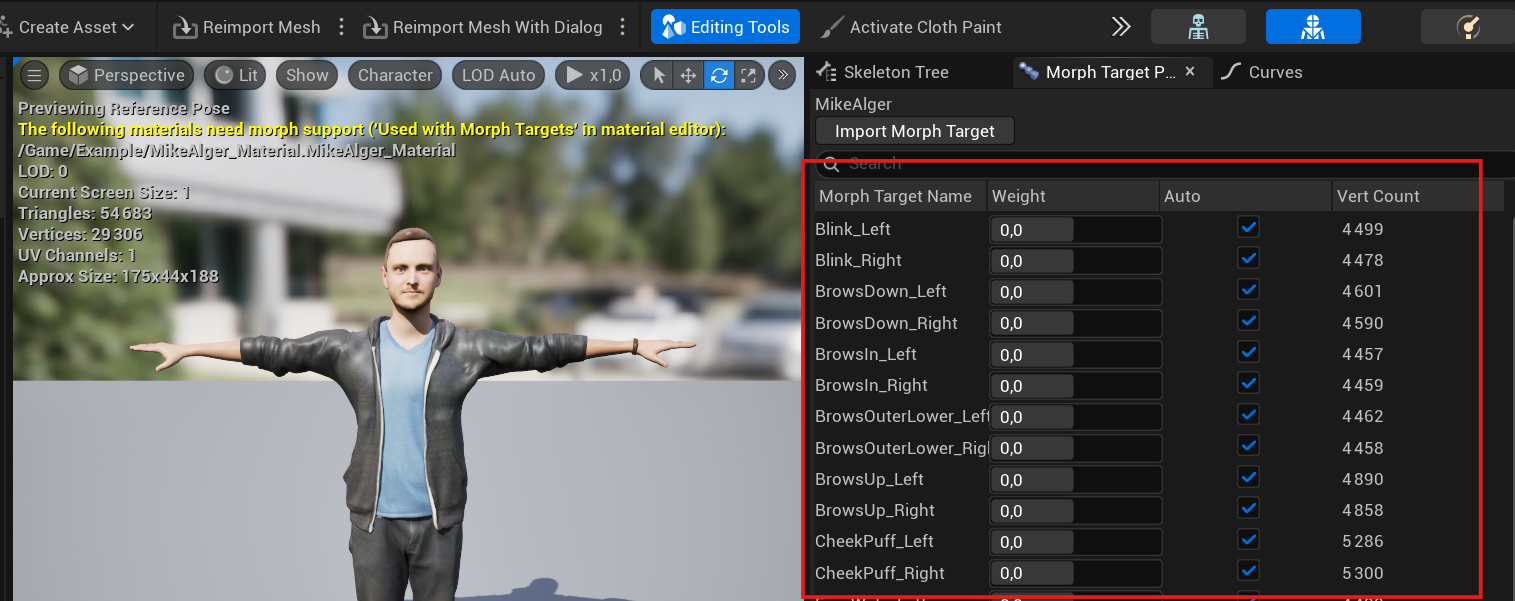 Create Asset
Reimport Mesh
Reimport Mesh With Dialog
Editing Tools
Activate Cloth Paint
Perspective
Lit
Show
Character
LOD Auto
x1,0
Previewing Reference Pose
The following materials need morph support ('Used with Morph Targets' in material editor):
/Game/Example/MikeAlger_Material.MikeAlger_Material
LOD: 0
Current Screen Size: 1
Triangles: 54 683
Vertices: 29 306
UV Channels: 1
Approx Size: 175x44x188
Skeleton Tree
Morph Target P...
Curves
MikeAlger
Import Morph Target
Search
Morph Target Name Weight Auto Vert Count
Blink_Left 0,0 4 499
Blink_Right 0,0 4 478
BrowsDown_Left 0,0 4 601
BrowsDown_Right 0,0 4 590
BrowsIn_Left 0,0 4 457
BrowsIn_Right 0,0 4 459
BrowsOuterLower_Left 0,0 4 462
BrowsOuterLower_Rig 0,0 4 458
BrowsUp_Left 0,0 4 890
BrowsUp_Right 0,0 4 858
CheekPuff_Left 0,0 5 286
CheekPuff_Right 0,0 5 300